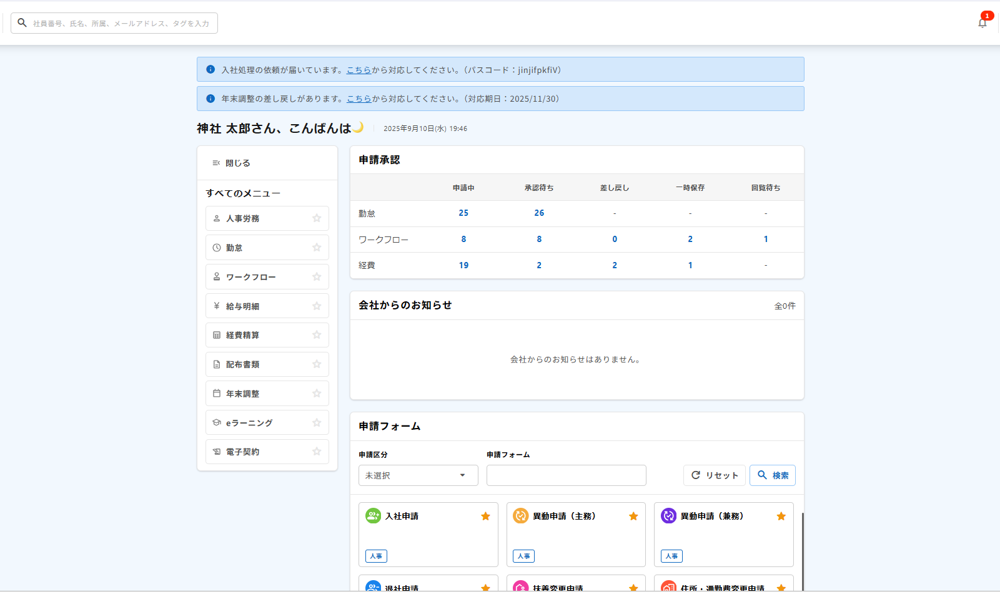 社員番号、氏名、所属、メールアドレス、タグを入力
1
入社処理の依頼が届いています。こちらから対応してください。（パスコード：jinjifpkfiV）
年末調整の差し戻しがあります。こちらから対応してください。（対応期日：2025/11/30）
神社 太郎さん、こんばんは🌙 2025年9月10日(水) 19:46
閉じる
すべてのメニュー
人事労務
勤怠
ワークフロー
給与明細
経費精算
配布書類
年末調整
eラーニング
電子契約
申請承認
申請中 承認待ち 差し戻し 一時保存 回覧待ち
勤怠 25 26 - - -
ワークフロー 8 8 0 2 1
経費 19 2 2 1 -
会社からのお知らせ 全0件
会社からのお知らせはありません。
申請フォーム
申請区分 申請フォーム
未選択 リセット 検索
入社申請 異動申請（主務） 異動申請（兼務）
人事 人事 人事
退社申請 扶養変更申請 住所・通勤費変更申請